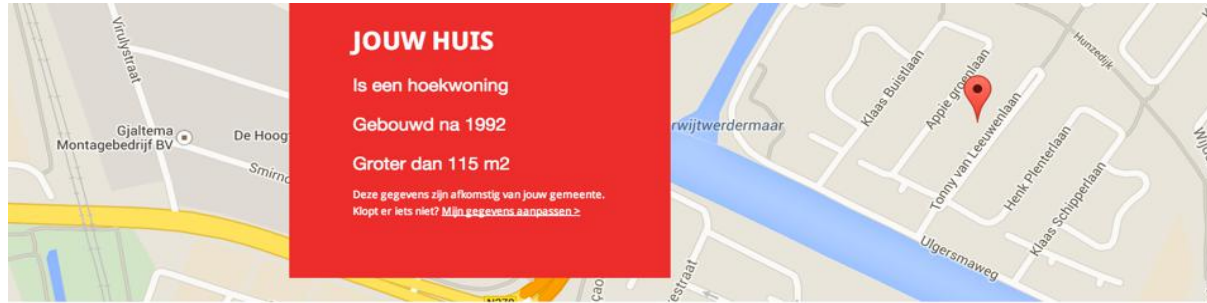 JOUW HUIS
Is een hoekwoning
Gebouwd na 1992
Groter dan 115 m2
Deze gegevens zijn afkomstig van jouw gemeente.
Klopt er iets niet? Mijn gegevens aanpassen >
Virulystraat
Gjaltema
Montagebedrijf BV
De Hoog
Smirno
rwijtwerdermaar
Klaas Buistlaan
Appie groenlaan
Tonny van Leeuwenlaan
Henk Plenterlaan
Klaas Schipperlaan
Hunzedijk
Ulgersmaweg
estraat